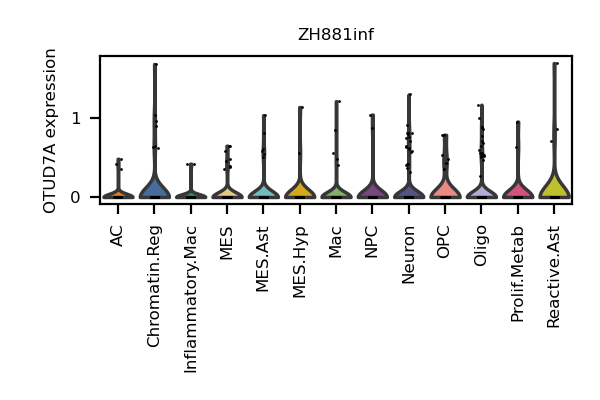 ZH881inf
OTUD7A expression
1
0
AC
Chromatin.Reg
Inflammatory.Mac
MES
MES.Ast
MES.Hyp
Mac
NPC
Neuron
OPC
Oligo
Prolif.Metab
Reactive.Ast